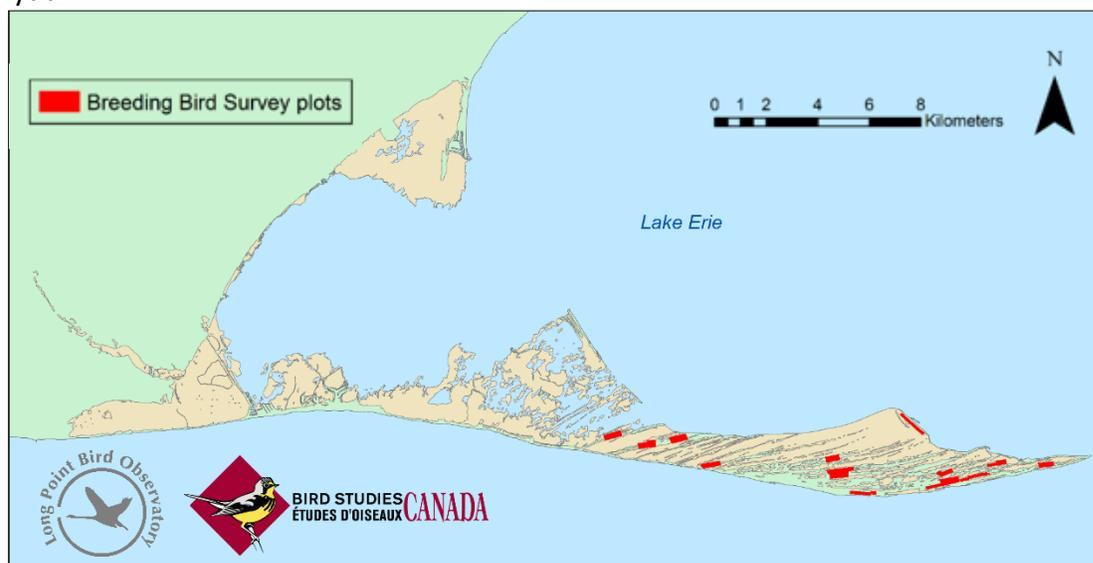 Breeding Bird Survey plots
N
0 1 2 4 6 8
Kilometers
Lake Erie
Long Point Bird Observatory
BIRD STUDIES
ÉTUDES D'OISEAUX CANADA